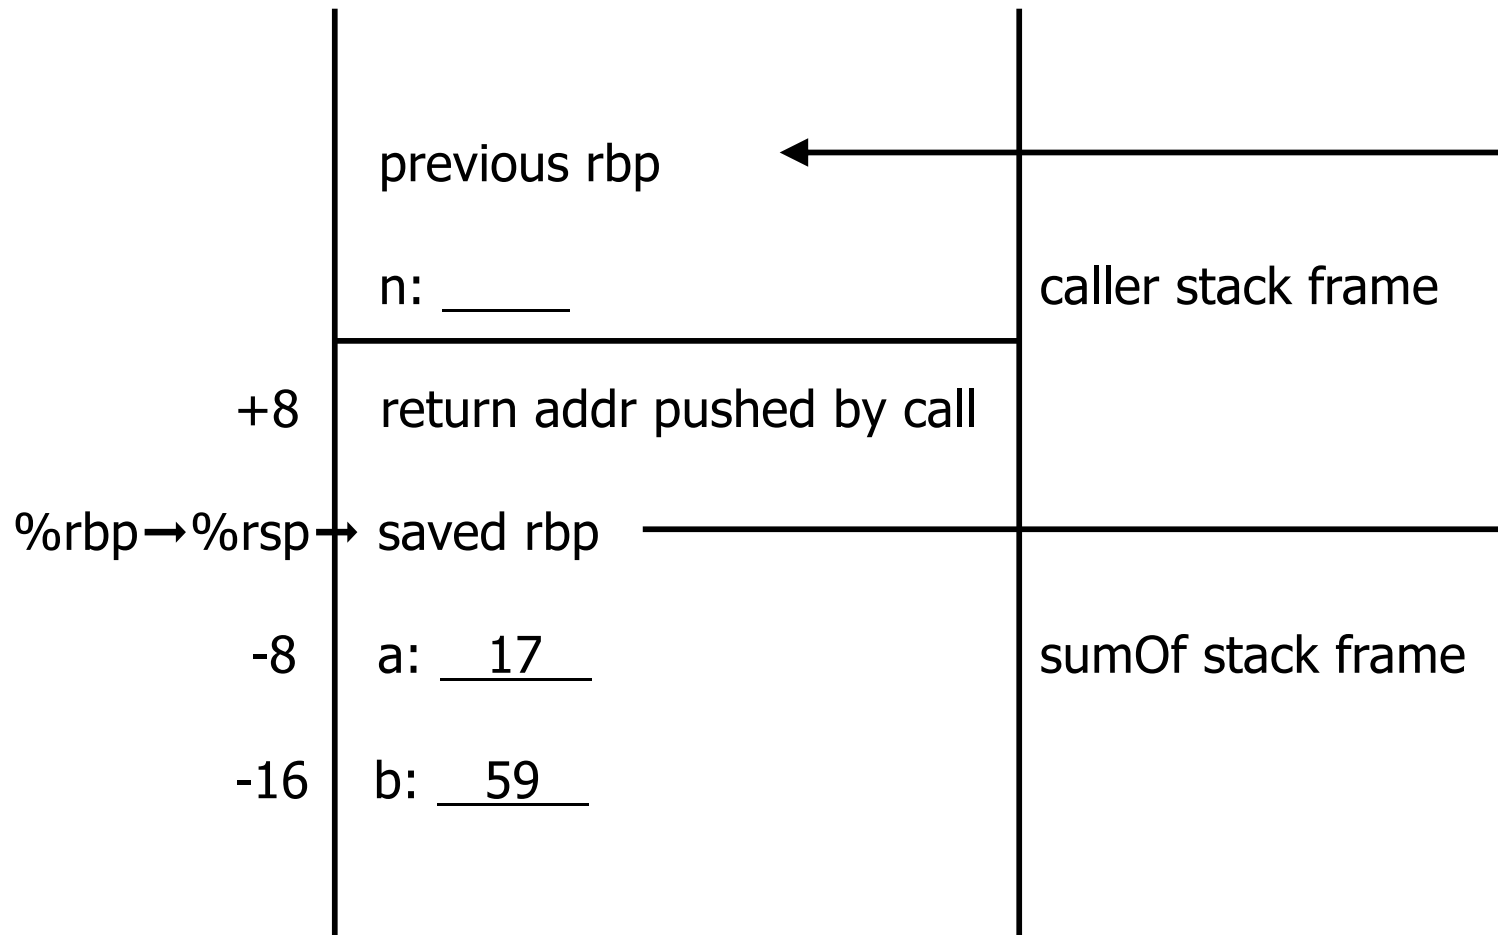 previous rbp
n: _____ caller stack frame
+8 return addr pushed by call
%rbp→%rsp→ saved rbp
-8 a: 17 sumOf stack frame
-16 b: 59